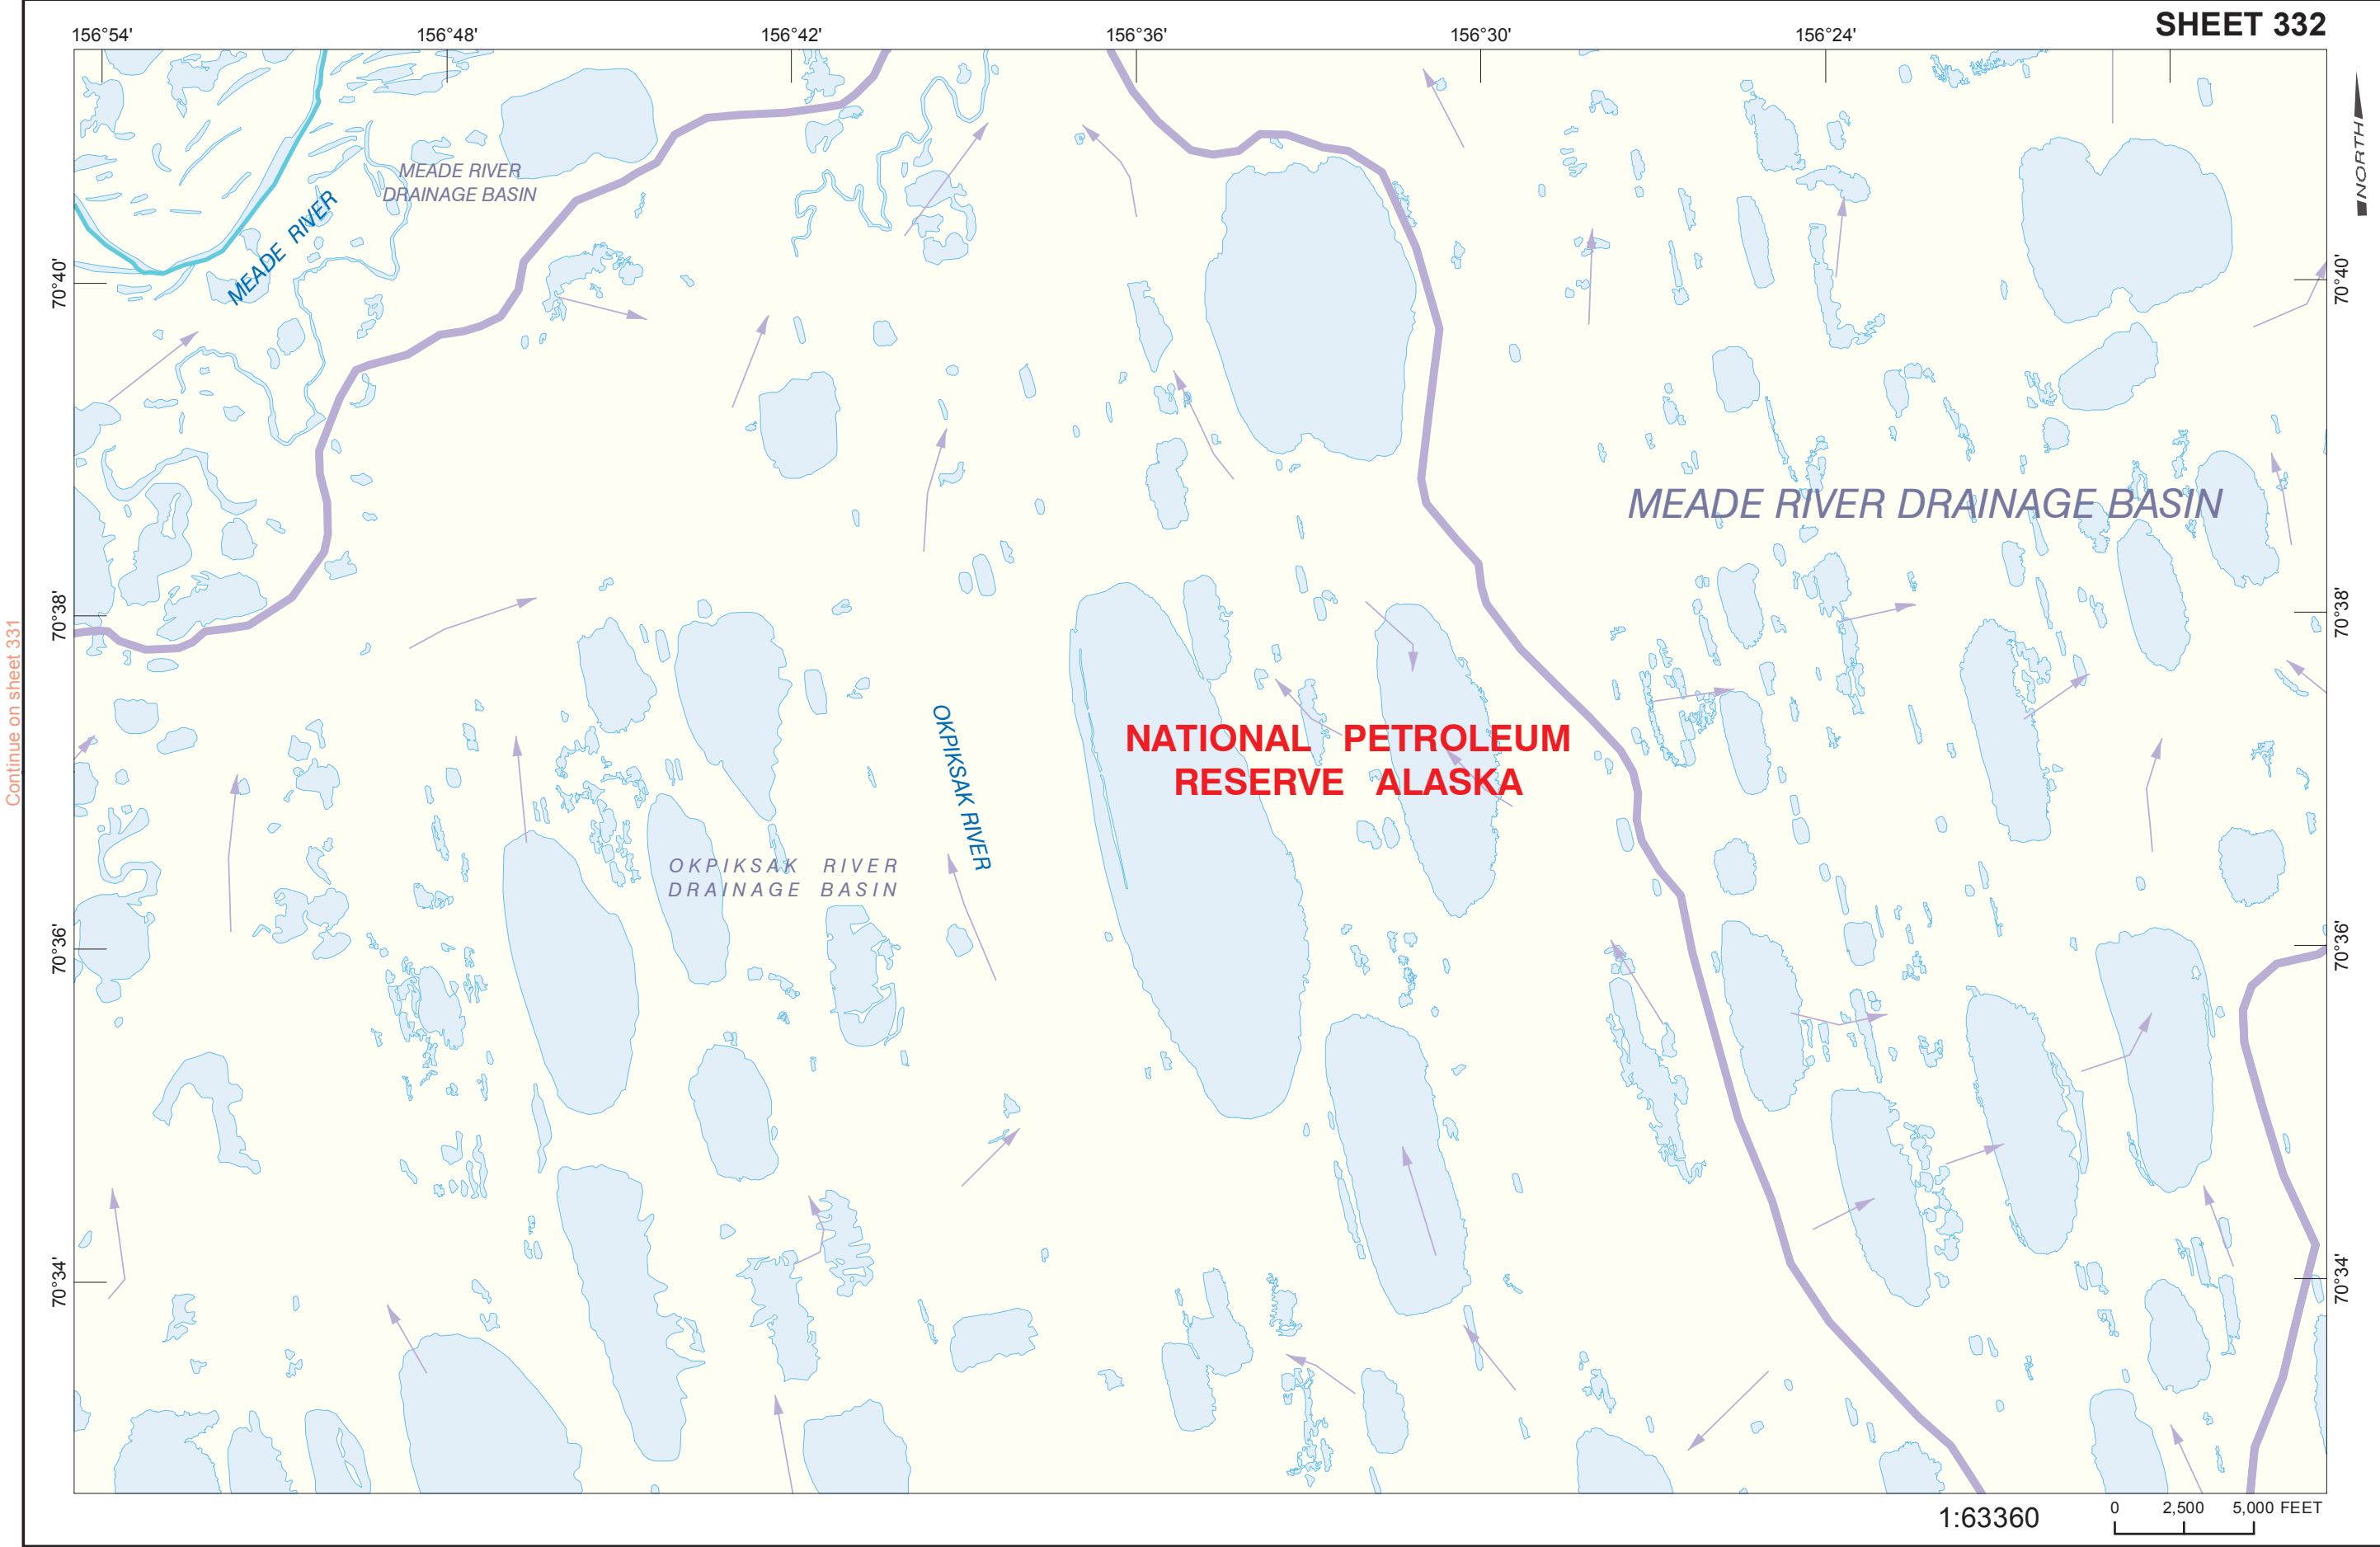 SHEET 332
156°54'
156°48'
156°42'
156°36'
156°30'
156°24'
NORTH
MEADE RIVER
DRAINAGE BASIN
MEADE RIVER
70°40'
70°40'
MEADE RIVER DRAINAGE BASIN
70°38'
70°38'
Continue on sheet 331
OKPIKSAK RIVER
NATIONAL PETROLEUM
RESERVE ALASKA
OKPIKSAK RIVER
DRAINAGE BASIN
70°36'
70°36'
70°34'
70°34'
1:63360
0 2,500 5,000 FEET